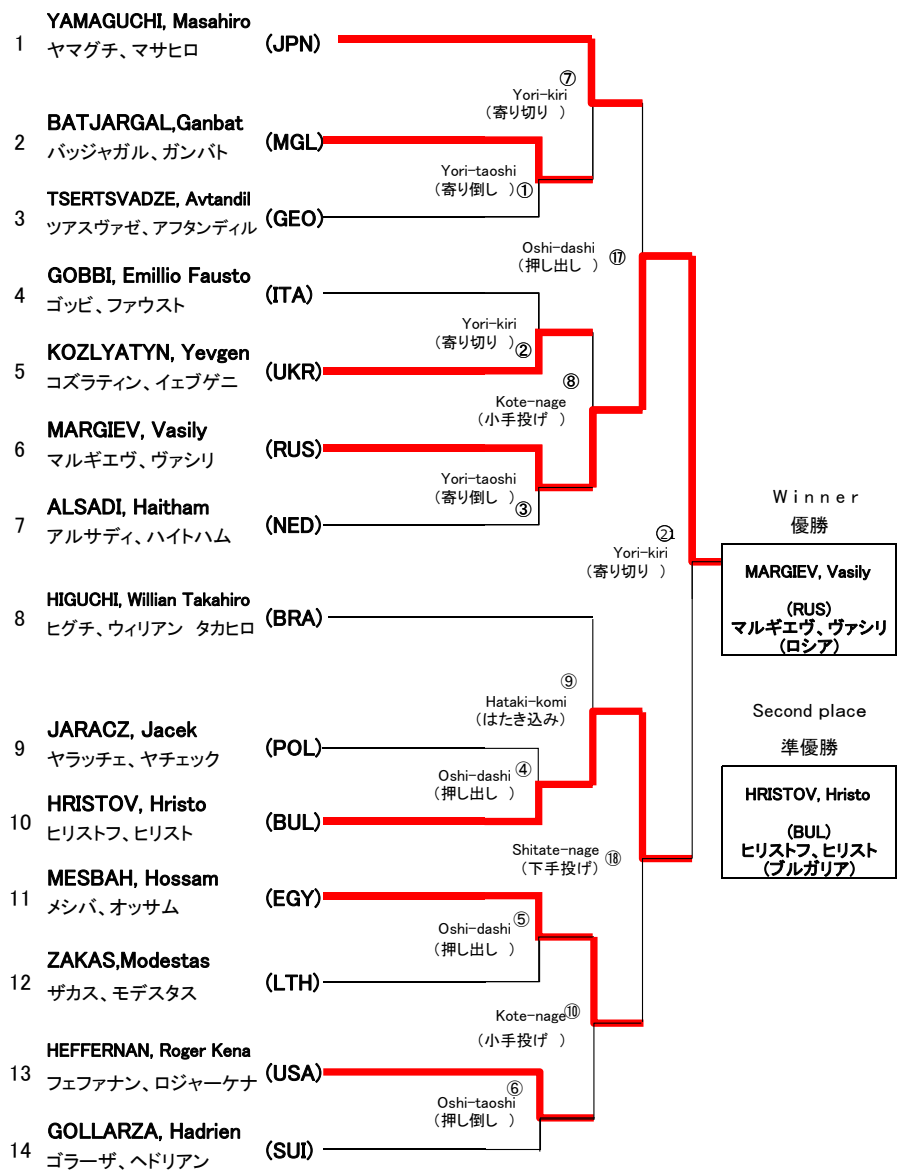 YAMAGUCHI, Masahiro
1 (JPN)
ヤマグチ、マサヒロ
⑦
Yori-kiri
(寄り切り )
BATJARGAL,Ganbat
2 (MGL)
バッジャガル、ガンバト
Yori-taoshi
(寄り倒し )①
TSERTSVADZE, Avtandil
3 (GEO)
ツアスヴァゼ、アフタンディル
Oshi-dashi
(押し出し ) ⑰
GOBBI, Emillio Fausto
4 (ITA)
ゴッビ、ファウスト
Yori-kiri
(寄り切り ) ②
KOZLYATYN, Yevgen
5 (UKR)
コズラティン、イェブゲニ
⑧
Kote-nage
(小手投げ )
MARGIEV, Vasily
6 (RUS)
マルギエヴ、ヴァシリ
Yori-taoshi
(寄り倒し ) ③
ALSADI, Haitham
7 (NED)
アルサディ、ハイトハム
㉑
Yori-kiri
(寄り切り )
Winner
優勝
MARGIEV, Vasily
(RUS)
マルギエヴ、ヴァシリ
(ロシア)
HIGUCHI, Willian Takahiro
8 (BRA)
ヒグチ、ウィリアン タカヒロ
⑨
Hataki-komi
(はたき込み)
Second place
準優勝
HRISTOV, Hristo
(BUL)
ヒリストフ、ヒリスト
(ブルガリア)
JARACZ, Jacek
9 (POL)
ヤラッチェ、ヤチェック
Oshi-dashi ④
(押し出し )
HRISTOV, Hristo
10 (BUL)
ヒリストフ、ヒリスト
Shitate-nage
(下手投げ) ⑱
MESBAH, Hossam
11 (EGY)
メシバ、オッサム
Oshi-dashi ⑤
(押し出し )
ZAKAS,Modestas
12 (LTH)
ザカス、モデスタス
Kote-nage ⑩
(小手投げ )
HEFFERNAN, Roger Kena
13 (USA)
フェファナン、ロジャーケナ
⑥
Oshi-taoshi
(押し倒し )
GOLLARZA, Hadrien
14 (SUI)
ゴラーザ、ヘドリアン